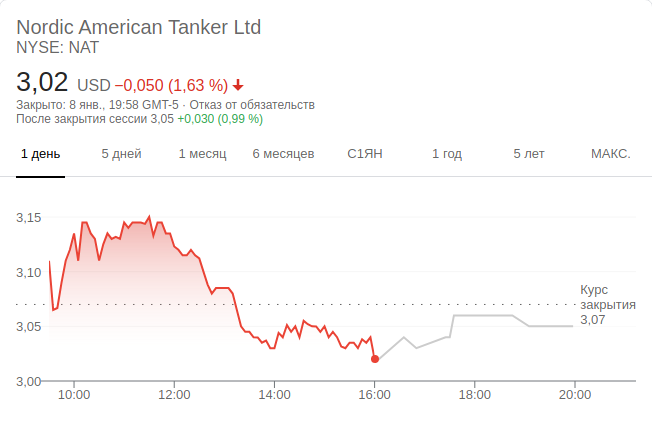 Nordic American Tanker Ltd
NYSE: NAT
3,02 USD −0,050 (1,63 %)
Закрыто: 8 янв., 19:58 GMT-5 · Отказ от обязательств
После закрытия сессии 3,05 +0,030 (0,99 %)
1 день 5 дней 1 месяц 6 месяцев С1ЯН 1 год 5 лет МАКС.
3,15
3,10
Курс
закрытия
3,07
3,05
3,00
10:00 12:00 14:00 16:00 18:00 20:00